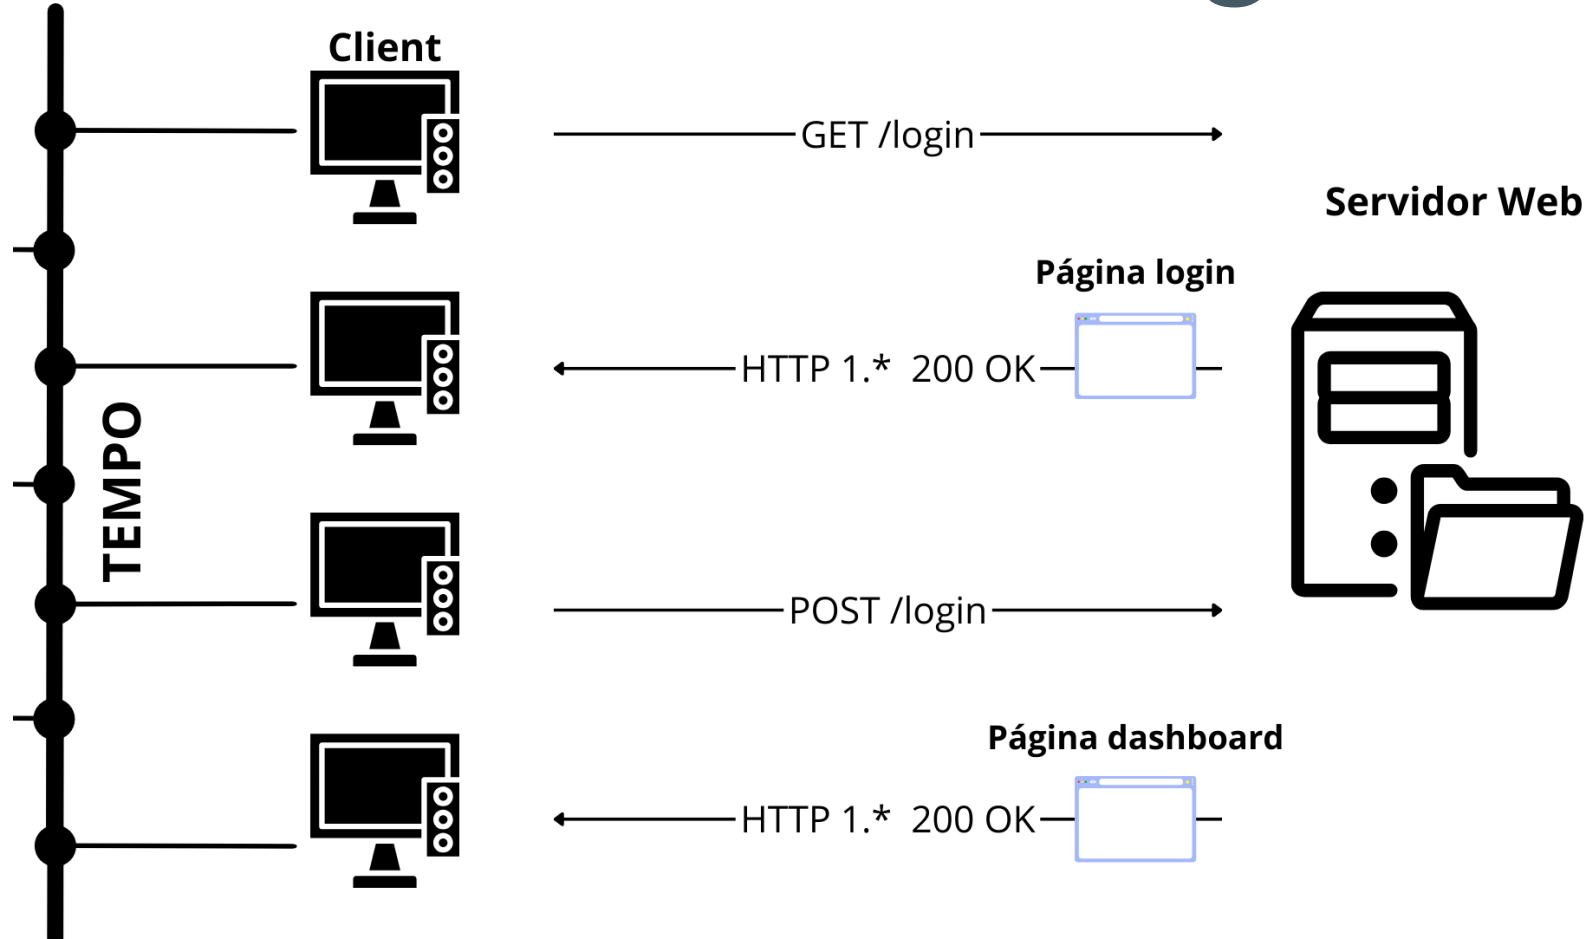 Client
GET /login
Servidor Web
Página login
HTTP 1.* 200 OK
TEMPO
POST /login
Página dashboard
HTTP 1.* 200 OK